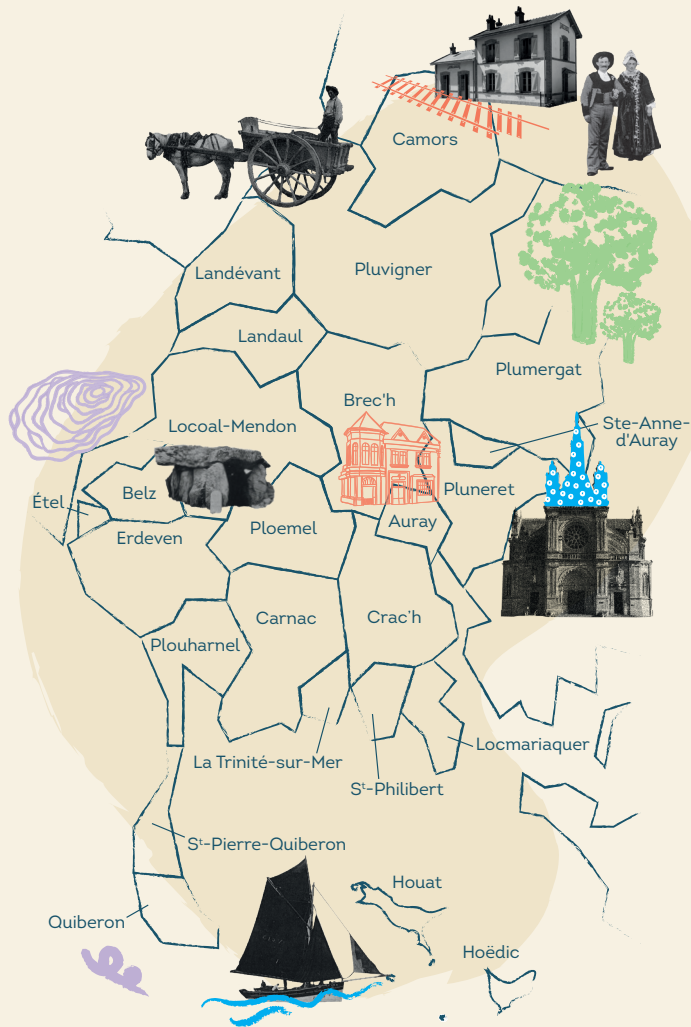 Camors
Landévant
Pluvigner
Landaul
Plumergat
Brec'h
Ste-Anne-
d'Auray
Locoal-Mendon
Belz
Pluneret
Étel
Auray
Ploemel
Erdeven
Carnac
Crac'h
Plouharnel
Locmariaquer
La Trinité-sur-Mer
St-Philibert
St-Pierre-Quiberon
Houat
Quiberon
Hoëdic